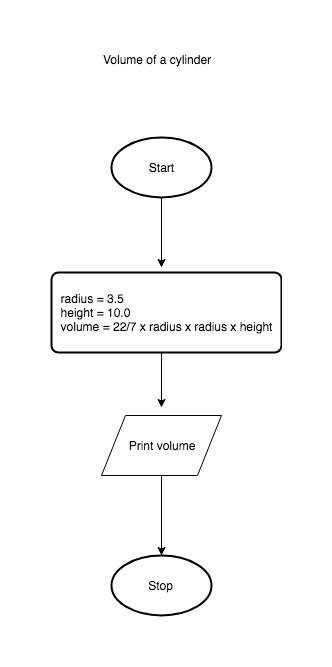 Volume of a cylinder
Start
radius = 3.5
height = 10.0
volume = 22/7 x radius x radius x height
Print volume
Stop